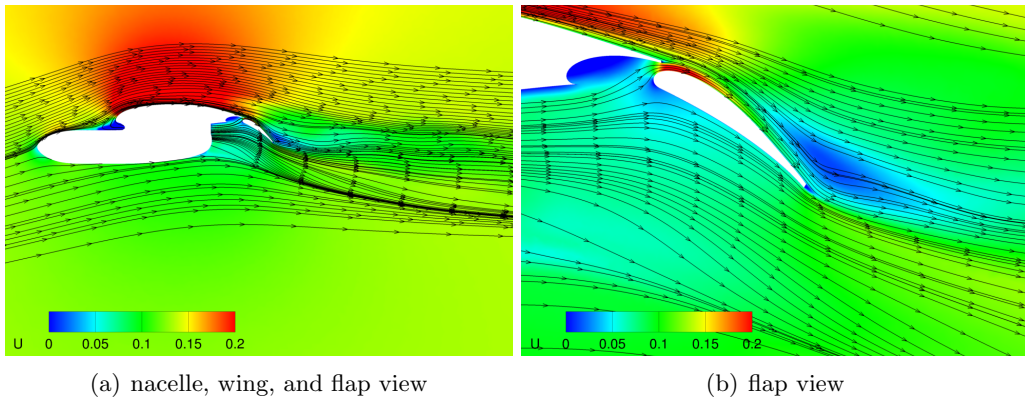 U 0 0.05 0.1 0.15 0.2
U 0 0.05 0.1 0.15 0.2
(a) nacelle, wing, and flap view
(b) flap view